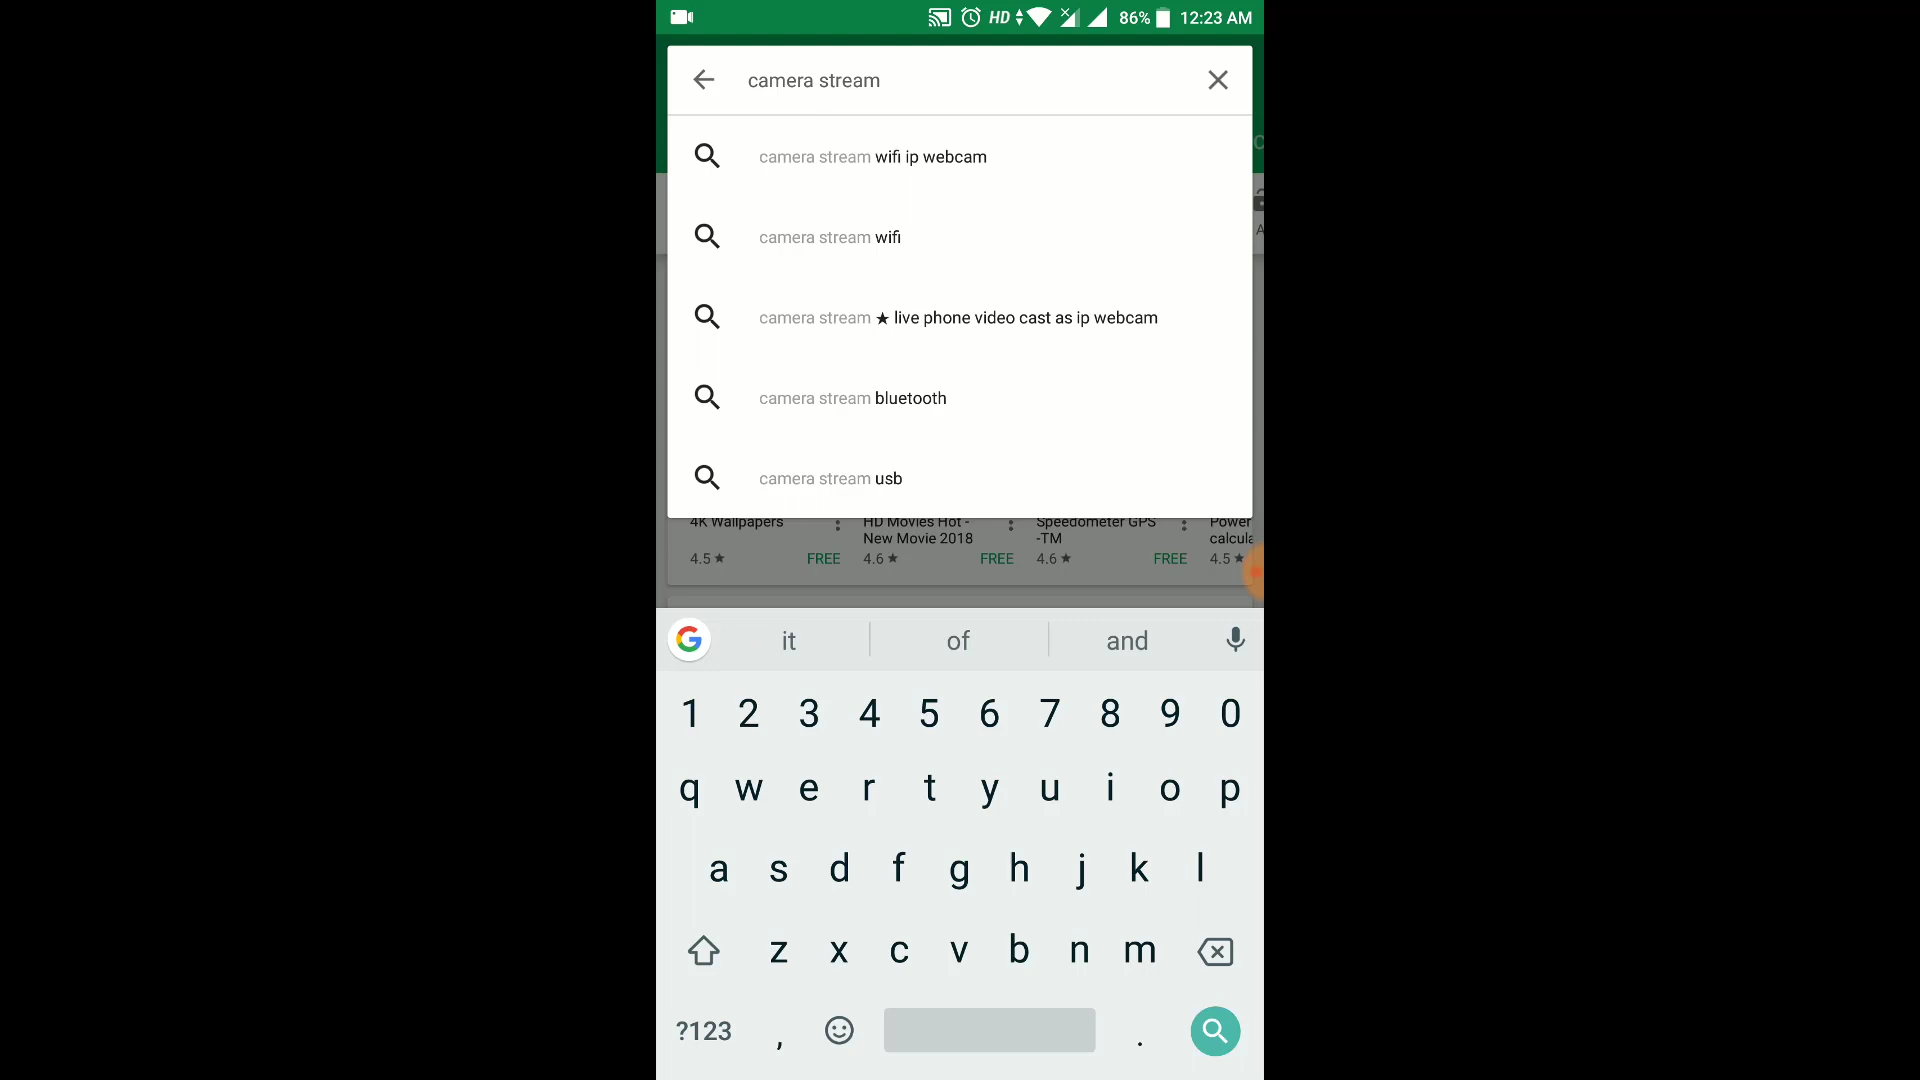 HD 86% 12:23 AM
camera stream
camera stream wifi ip webcam
camera stream wifi
camera stream ★ live phone video cast as ip webcam
camera stream bluetooth
camera stream usb
4K Wallpapers HD Movies Hot - Speedometer GPS Power
New Movie 2018 -TM
4.5 ★ FREE 4.6 ★ FREE 4.6 ★ FREE 4.5 ★
it of and
1 2 3 4 5 6 7 8 9 0
q w e r t y u i o p
a s d f g h j k l
z x c v b n m
?123 , .